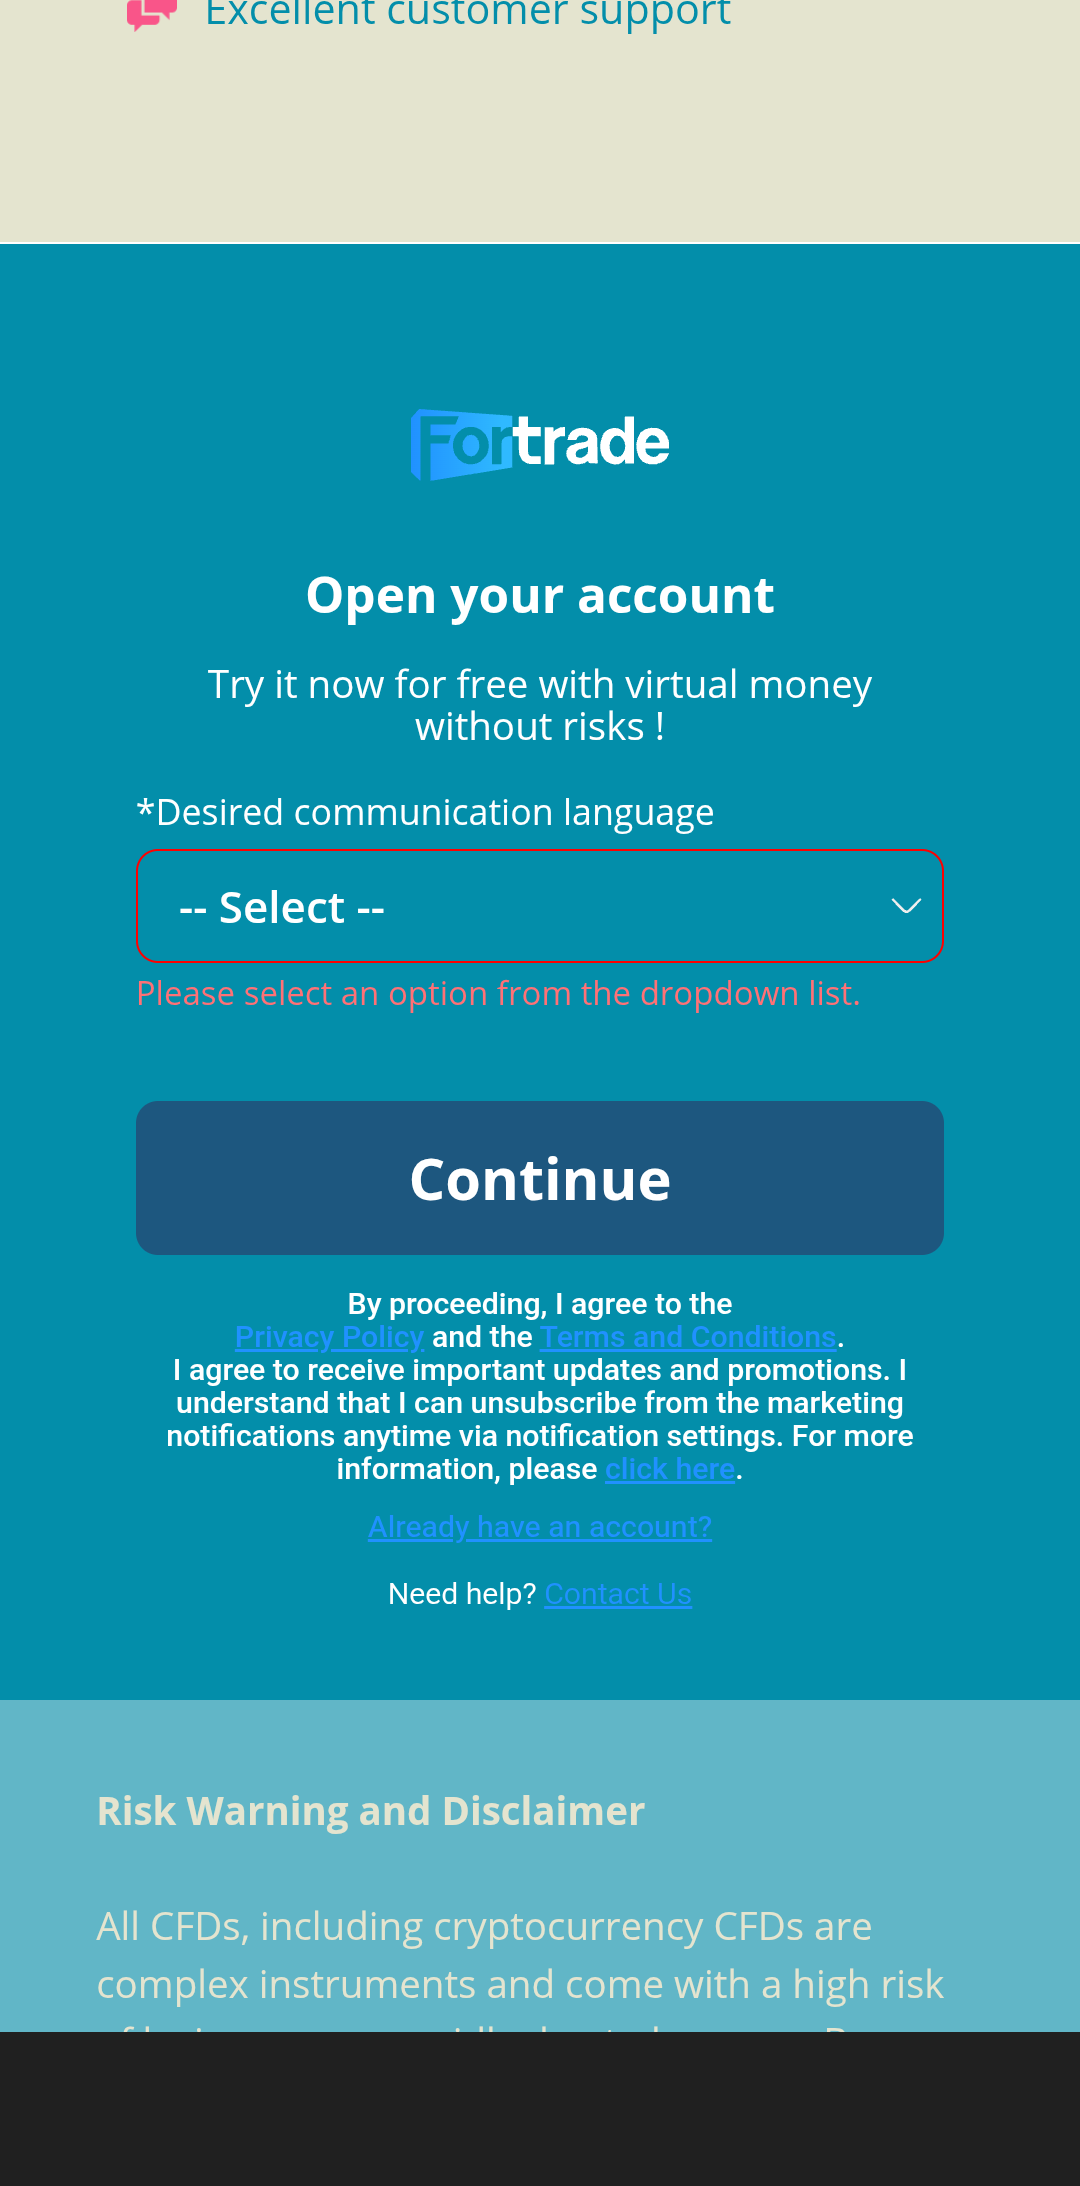 Excellent customer support
Fortrade
Open your account
Try it now for free with virtual money
without risks !
*Desired communication language
-- Select --
Please select an option from the dropdown list.
Continue
By proceeding, I agree to the
Privacy Policy and the Terms and Conditions.
I agree to receive important updates and promotions. I
understand that I can unsubscribe from the marketing
notifications anytime via notification settings. For more
information, please click here.
Already have an account?
Need help? Contact Us
Risk Warning and Disclaimer
All CFDs, including cryptocurrency CFDs are
complex instruments and come with a high risk